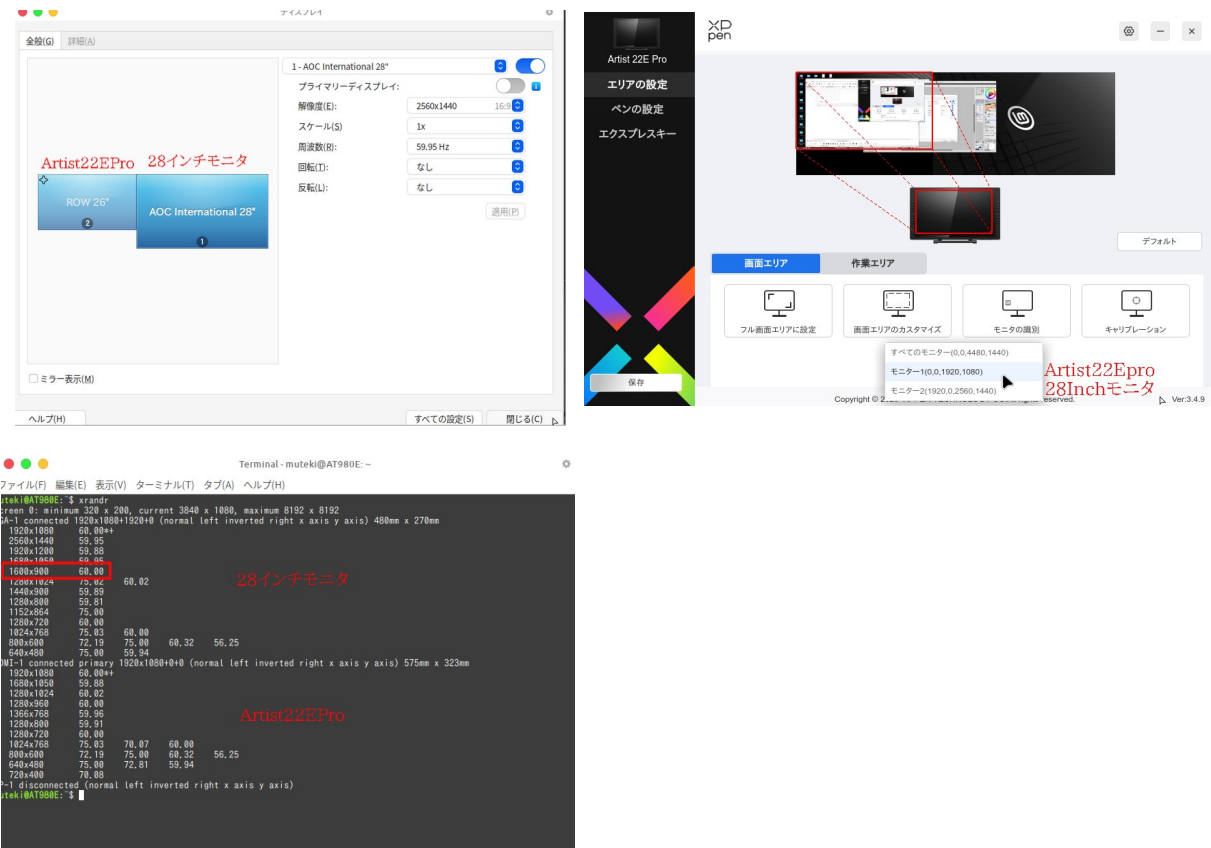 ディスプレイ
全般(G) 詳細(A)
1 - AOC International 28"
プライマリーディスプレイ:
解像度(E): 2560x1440 16:9
スケール(S) 1x
周波数(R): 59.95 Hz
回転(T): なし
反転(L): なし
適用(P)
Artist22EPro 28インチモニタ
ROW 26"
2
AOC International 28"
1
ミラー表示(M)
ヘルプ(H) すべての設定(S) 閉じる(C)
Artist 22E Pro
エリアの設定
ペンの設定
エクスプレスキー
保存
XP
pen
デフォルト
画面エリア 作業エリア
フル画面エリアに設定 画面エリアのカスタマイズ モニタの識別 キャリブレーション
すべてのモニター(0,0,4480,1440)
モニター1(0,0,1920,1080)
モニター2(1920,0,2560,1440)
Artist22Epro
28Inchモニタ
Copyright © reserved.
Ver:3.4.9
Terminal - muteki@AT980E: ~
ファイル(F) 編集(E) 表示(V) ターミナル(T) タブ(A) ヘルプ(H)
uteki@AT980E:~$ xrandr
creen 0: minimum 320 x 200, current 3840 x 1080, maximum 8192 x 8192
GA-1 connected 1920x1080+1920+0 (normal left inverted right x axis y axis) 480mm x 270mm
1920x1080 60.00*+
2560x1440 59.95
1920x1200 59.88
1680x1050 59.95
1600x900 60.00
1280x1024 75.02 60.02
1440x900 59.89
1280x800 59.81
1152x864 75.00
1280x720 60.00
1024x768 75.03 60.00
800x600 72.19 75.00 60.32 56.25
640x480 75.00 59.94
28インチモニタ
DMI-1 connected primary 1920x1080+0+0 (normal left inverted right x axis y axis) 575mm x 323mm
1920x1080 60.00*+
1680x1050 59.88
1280x1024 60.02
1280x960 60.00
1366x768 59.96
1280x800 59.91
1280x720 60.00
1024x768 75.03 70.07 60.00
800x600 72.19 75.00 60.32 56.25
640x480 75.00 72.81 59.94
720x400 70.08
Artist22EPro
P-1 disconnected (normal left inverted right x axis y axis)
uteki@AT980E:~$